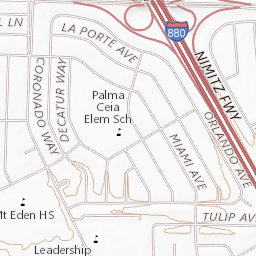 LN
880
LA PORTE AVE
NIMITZ FWY
CORONADO WAY
DECATUR WAY
Palma
Ceia
Elem Sch
ORLANDO AVE
MIAMI AVE
Mt Eden HS
TULIP AVE
Leadership